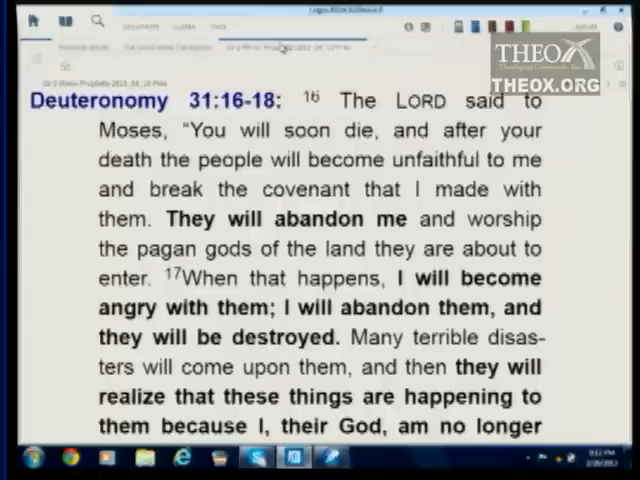 THEOX
THEOX.ORG
Deuteronomy 31:16-18: 16 The LORD said to
Moses, “You will soon die, and after your
death the people will become unfaithful to me
and break the covenant that I made with
them. They will abandon me and worship
the pagan gods of the land they are about to
enter. 17When that happens, I will become
angry with them; I will abandon them, and
they will be destroyed. Many terrible disas-
ters will come upon them, and then they will
realize that these things are happening to
them because I, their God, am no longer